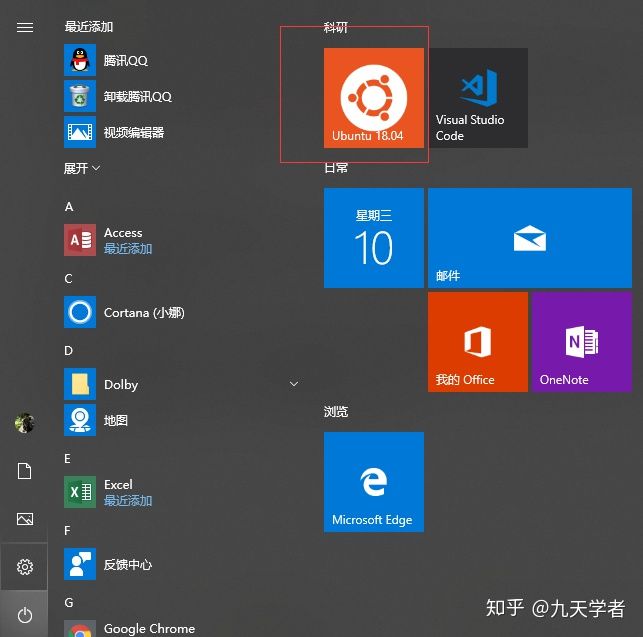 最近添加
腾讯QQ
卸载腾讯QQ
视频编辑器
展开
A
Access
最近添加
C
Cortana (小娜)
D
Dolby
地图
E
Excel
最近添加
F
反馈中心
G
Google Chrome
科研
Ubuntu 18.04
Visual Studio
Code
日常
星期三
10
邮件
我的 Office
OneNote
浏览
Microsoft Edge
知乎 @九天学者